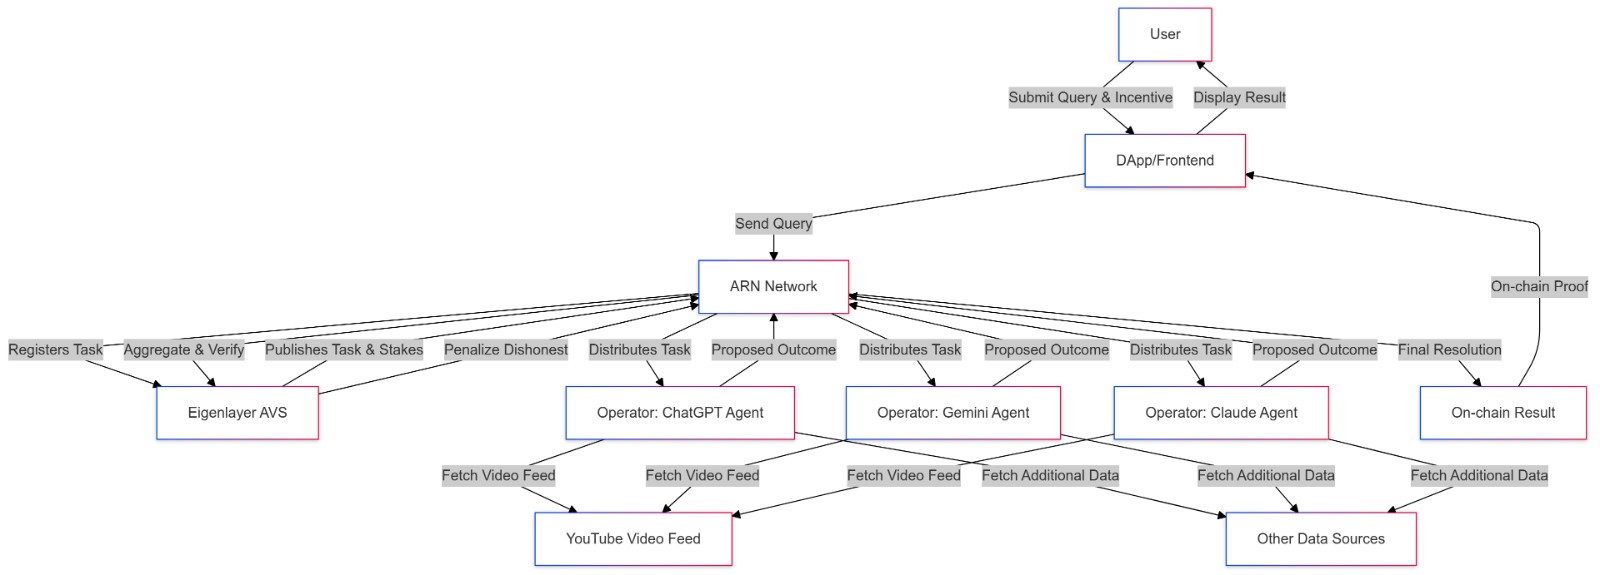 User
Submit Query & Incentive
Display Result
DApp/Frontend
Send Query
ARN Network
On-chain Proof
Registers Task
Aggregate & Verify
Publishes Task & Stakes
Penalize Dishonest
Distributes Task
Proposed Outcome
Distributes Task
Proposed Outcome
Distributes Task
Proposed Outcome
Final Resolution
Eigenlayer AVS
Operator: ChatGPT Agent
Operator: Gemini Agent
Operator: Claude Agent
On-chain Result
Fetch Video Feed
Fetch Video Feed
Fetch Video Feed
Fetch Additional Data
Fetch Additional Data
Fetch Additional Data
YouTube Video Feed
Other Data Sources